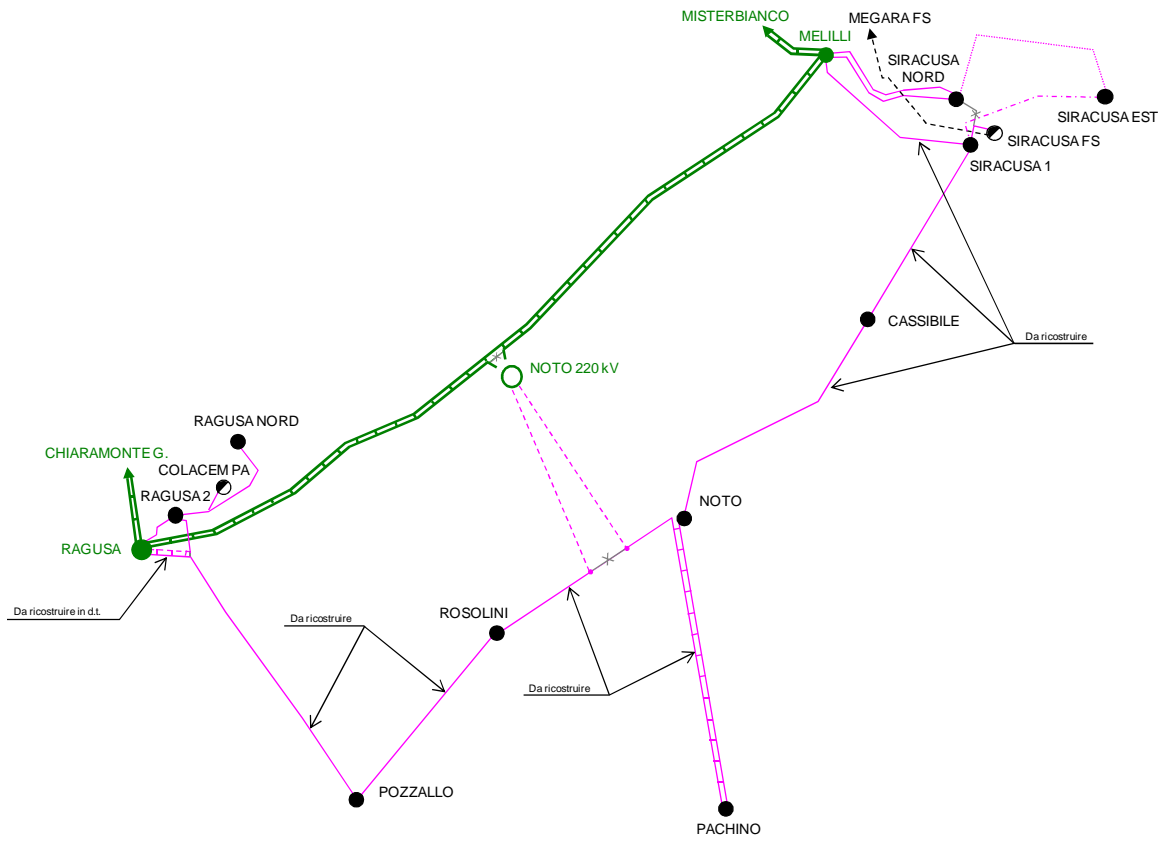 MISTERBIANCO
MEGARA FS
MELILLI
SIRACUSA
NORD
SIRACUSA EST
SIRACUSA FS
SIRACUSA 1
CASSIBILE
Da ricostruire
NOTO 220 kV
RAGUSA NORD
CHIARAMONTE G.
COLACEM PA
RAGUSA 2
NOTO
RAGUSA
Da ricostruire in d.t.
ROSOLINI
Da ricostruire
Da ricostruire
POZZALLO
PACHINO